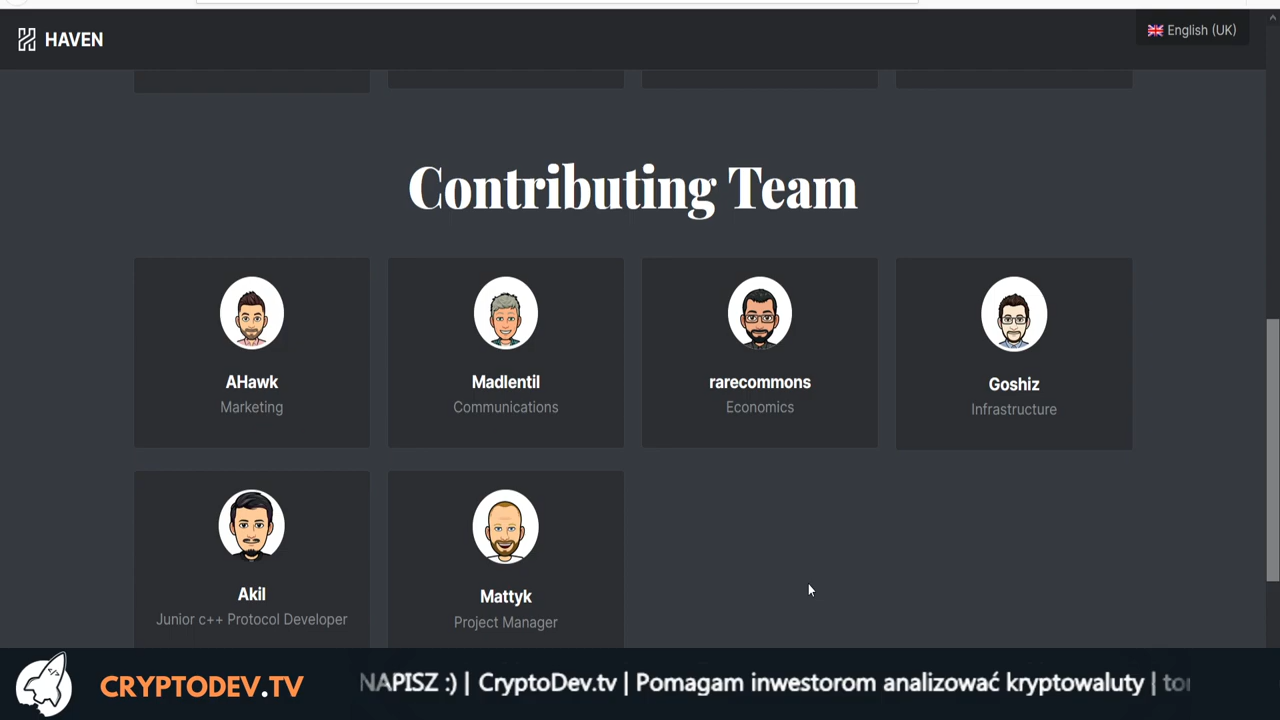 HAVEN
English (UK)
Contributing Team
AHawk
Marketing
Madlentil
Communications
rarecommons
Economics
Goshiz
Infrastructure
Akil
Junior c++ Protocol Developer
Mattyk
Project Manager
CRYPTODEV.TV
NAPISZ :) | CryptoDev.tv | Pomagam inwestorom analizować kryptowaluty |